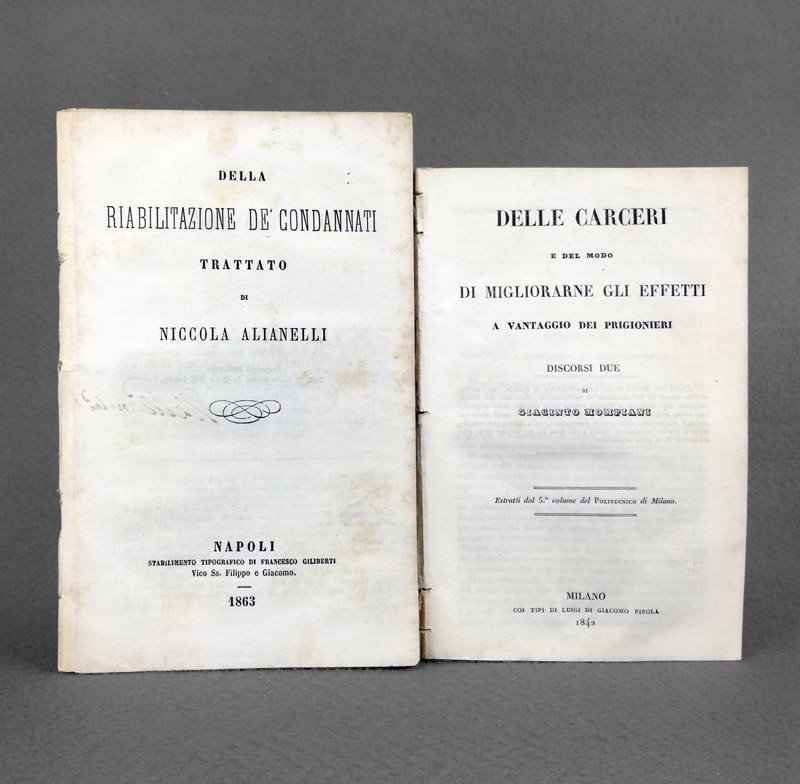 DELLA
RIABILITAZIONE DE' CONDANNATI
TRATTATO
DI
NICCOLA ALIANELLI
NAPOLI
STABILIMENTO TIPOGRAFICO DI FRANCESCO GILIBERTI
Vico Ss. Filippo e Giacomo.
1863
DELLE CARCERI
E DEL MODO
DI MIGLIORARNE GLI EFFETTI
A VANTAGGIO DEI PRIGIONIERI
DISCORSI DUE
DI
GIACINTO MOMPIANI
Estratti dal 5.º volume del POLITECNICO di Milano.
MILANO
COI TIPI DI LUIGI DI GIACOMO PIROLA
1842